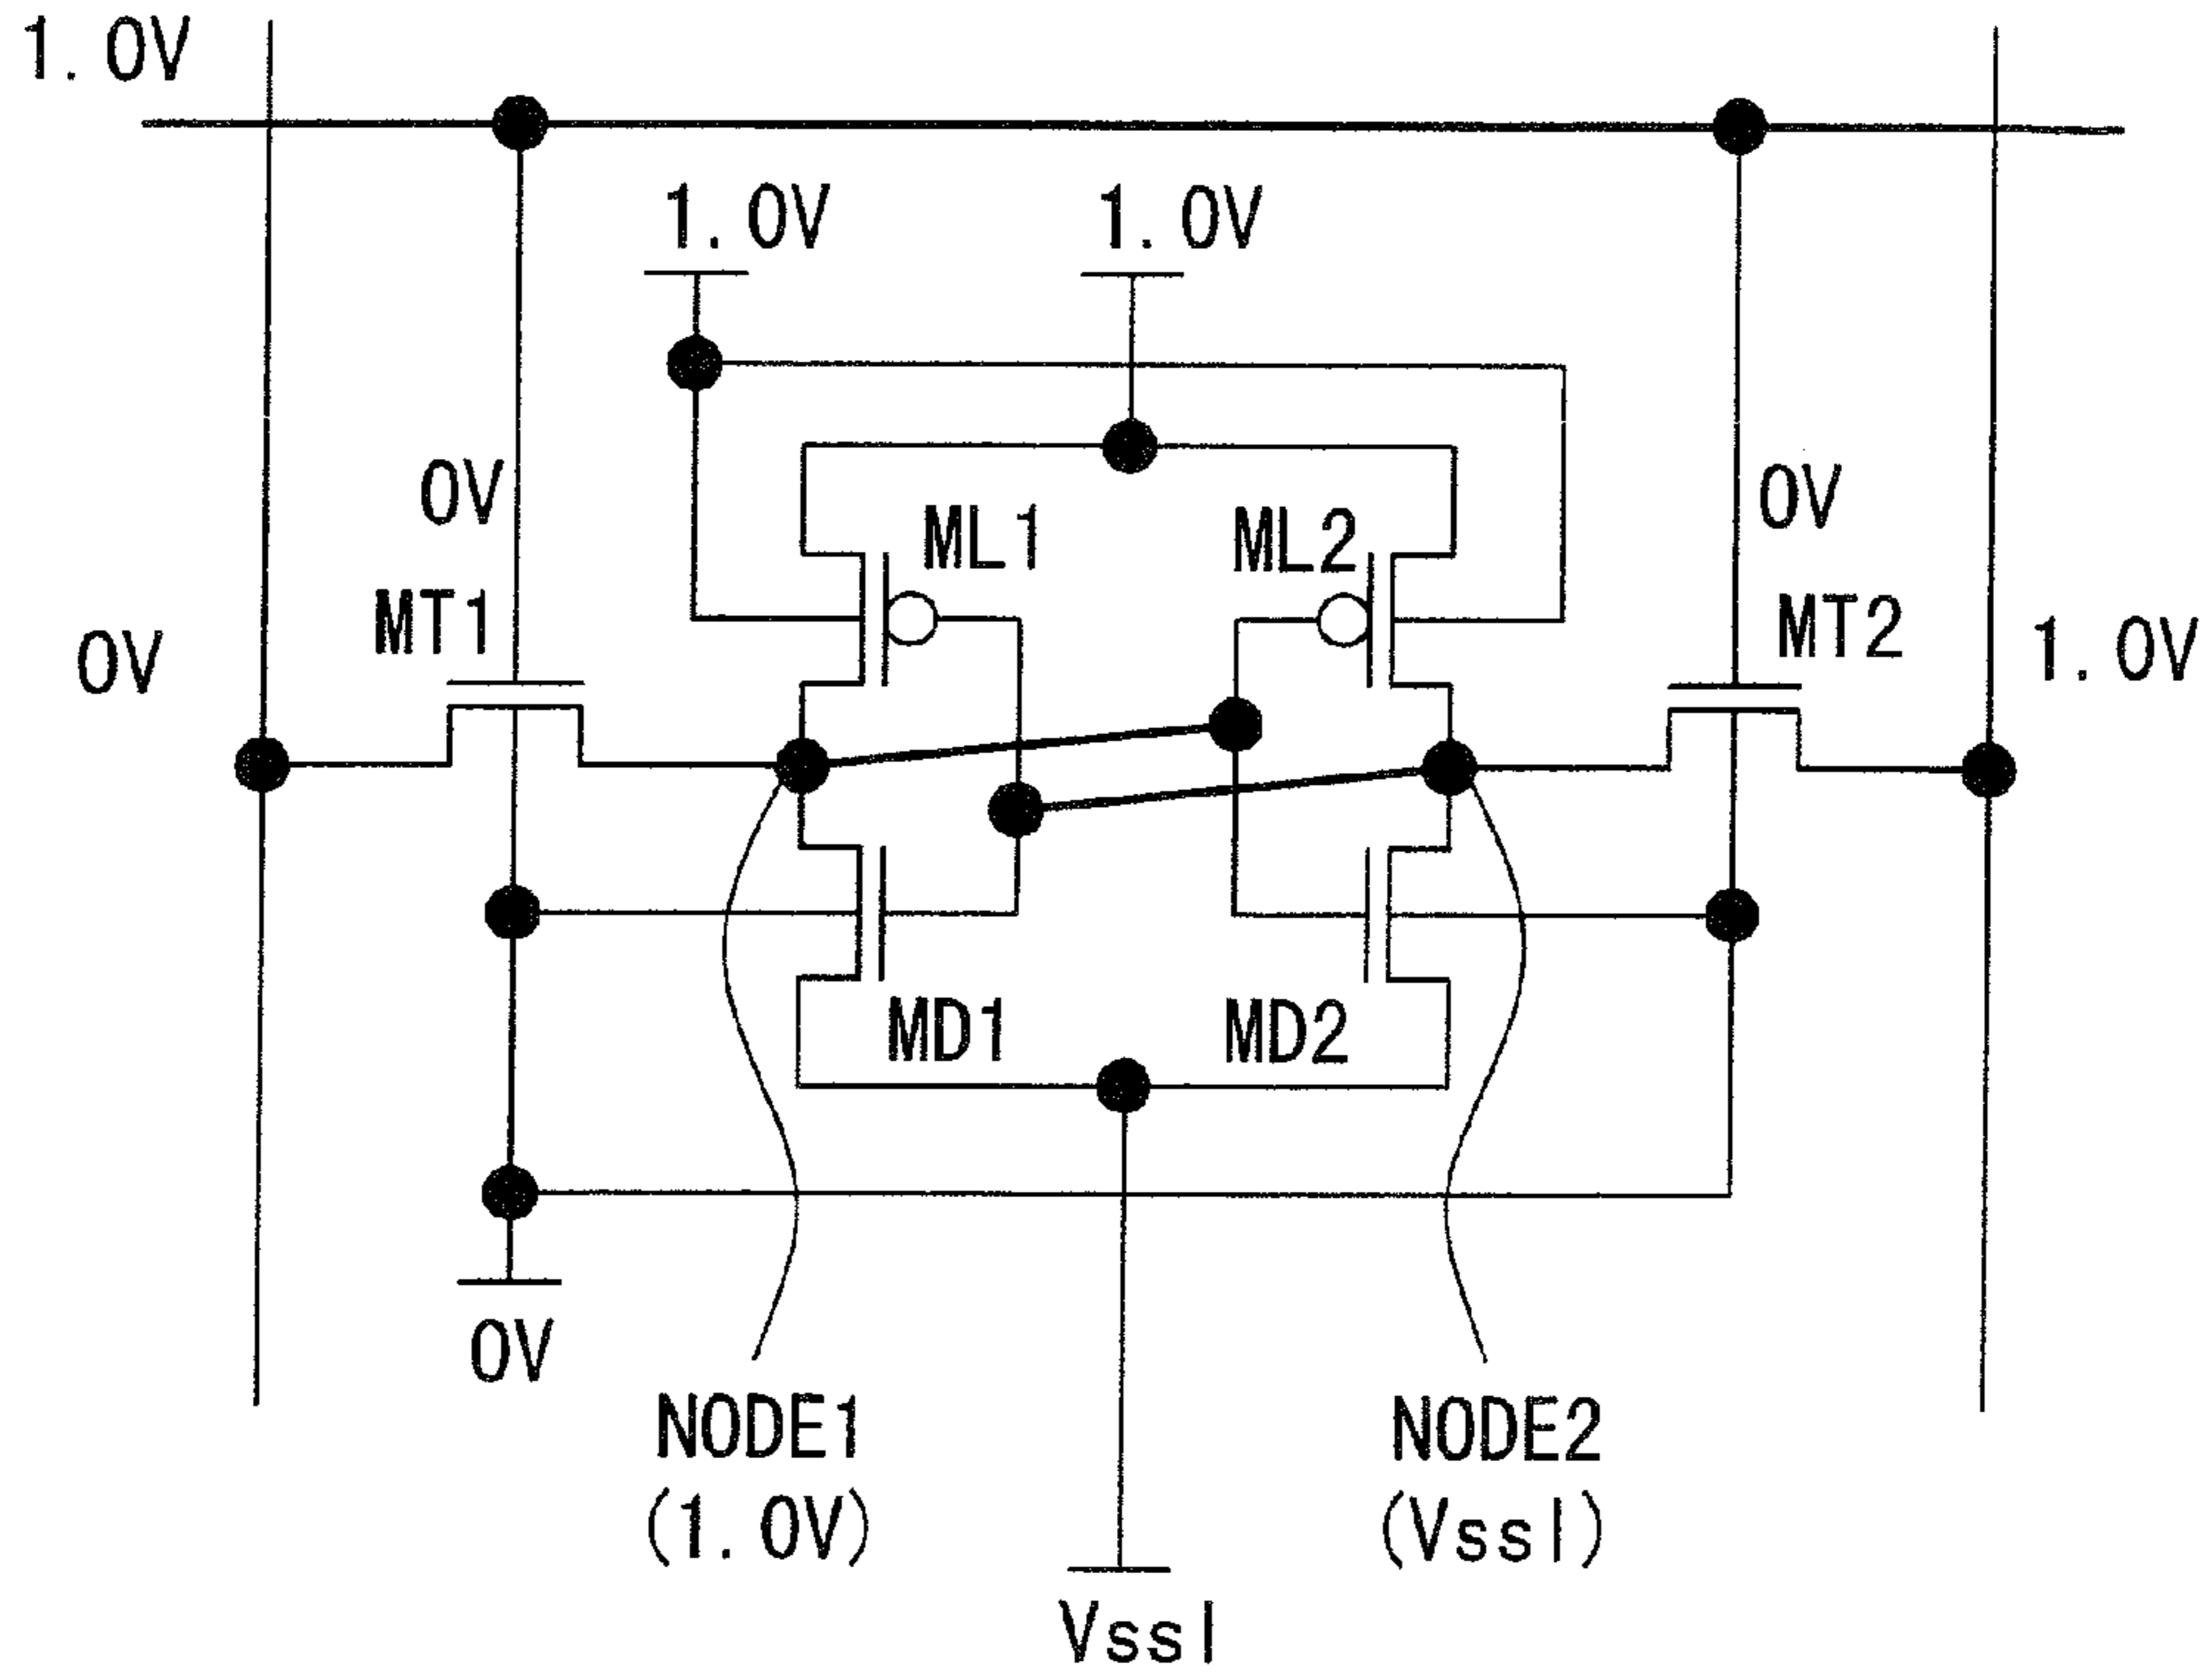 1.0V
1.0V
1.0V
0V
0V
ML1
ML2
MT1
MT2
0V
1.0V
MD1
MD2
0V
NODE1
(1.0V)
NODE2
(Vssl)
Vssl